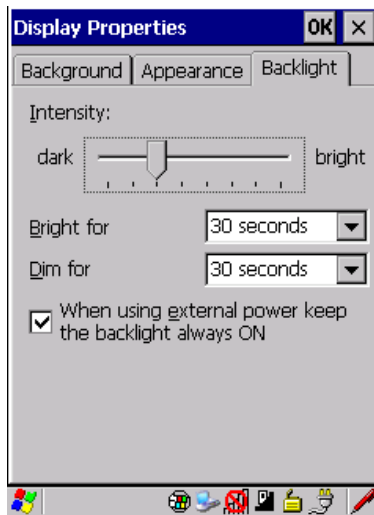 Display Properties OK ×
Background Appearance Backlight
Intensity:
dark bright
Bright for 30 seconds
Dim for 30 seconds
When using external power keep
the backlight always ON